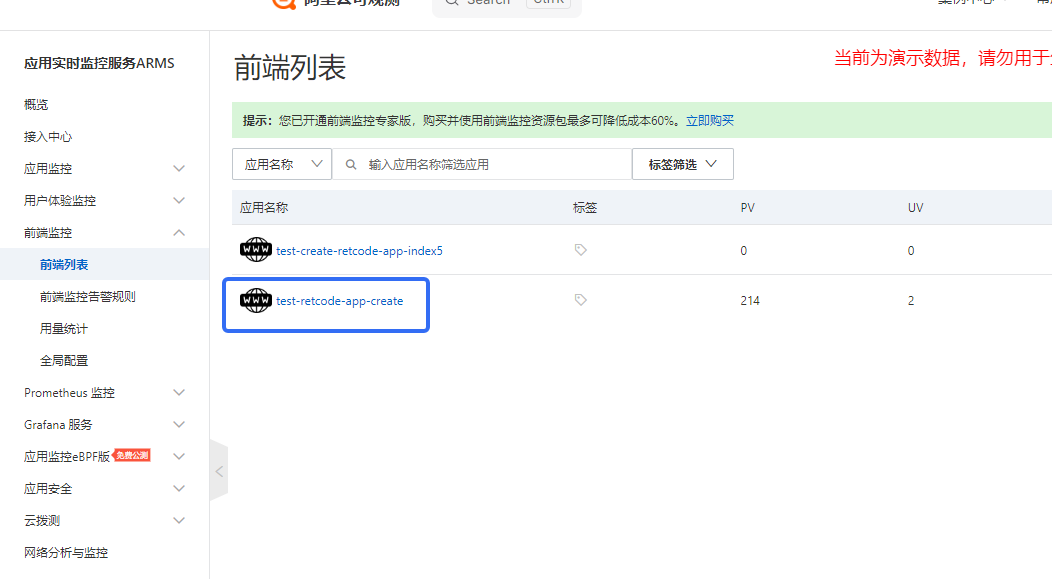 Search
应用实时监控服务ARMS
概览
接入中心
应用监控
用户体验监控
前端监控
前端列表
前端监控告警规则
用量统计
全局配置
Prometheus 监控
Grafana 服务
应用监控eBPF版 免费公测
应用安全
云拨测
网络分析与监控
前端列表
当前为演示数据，请勿用于
提示：您已开通前端监控专家版，购买并使用前端监控资源包最多可降低成本60%。立即购买
应用名称 输入应用名称筛选应用 标签筛选
应用名称 标签 PV UV
WWW test-create-retcode-app-index5 0 0
WWW test-retcode-app-create 214 2